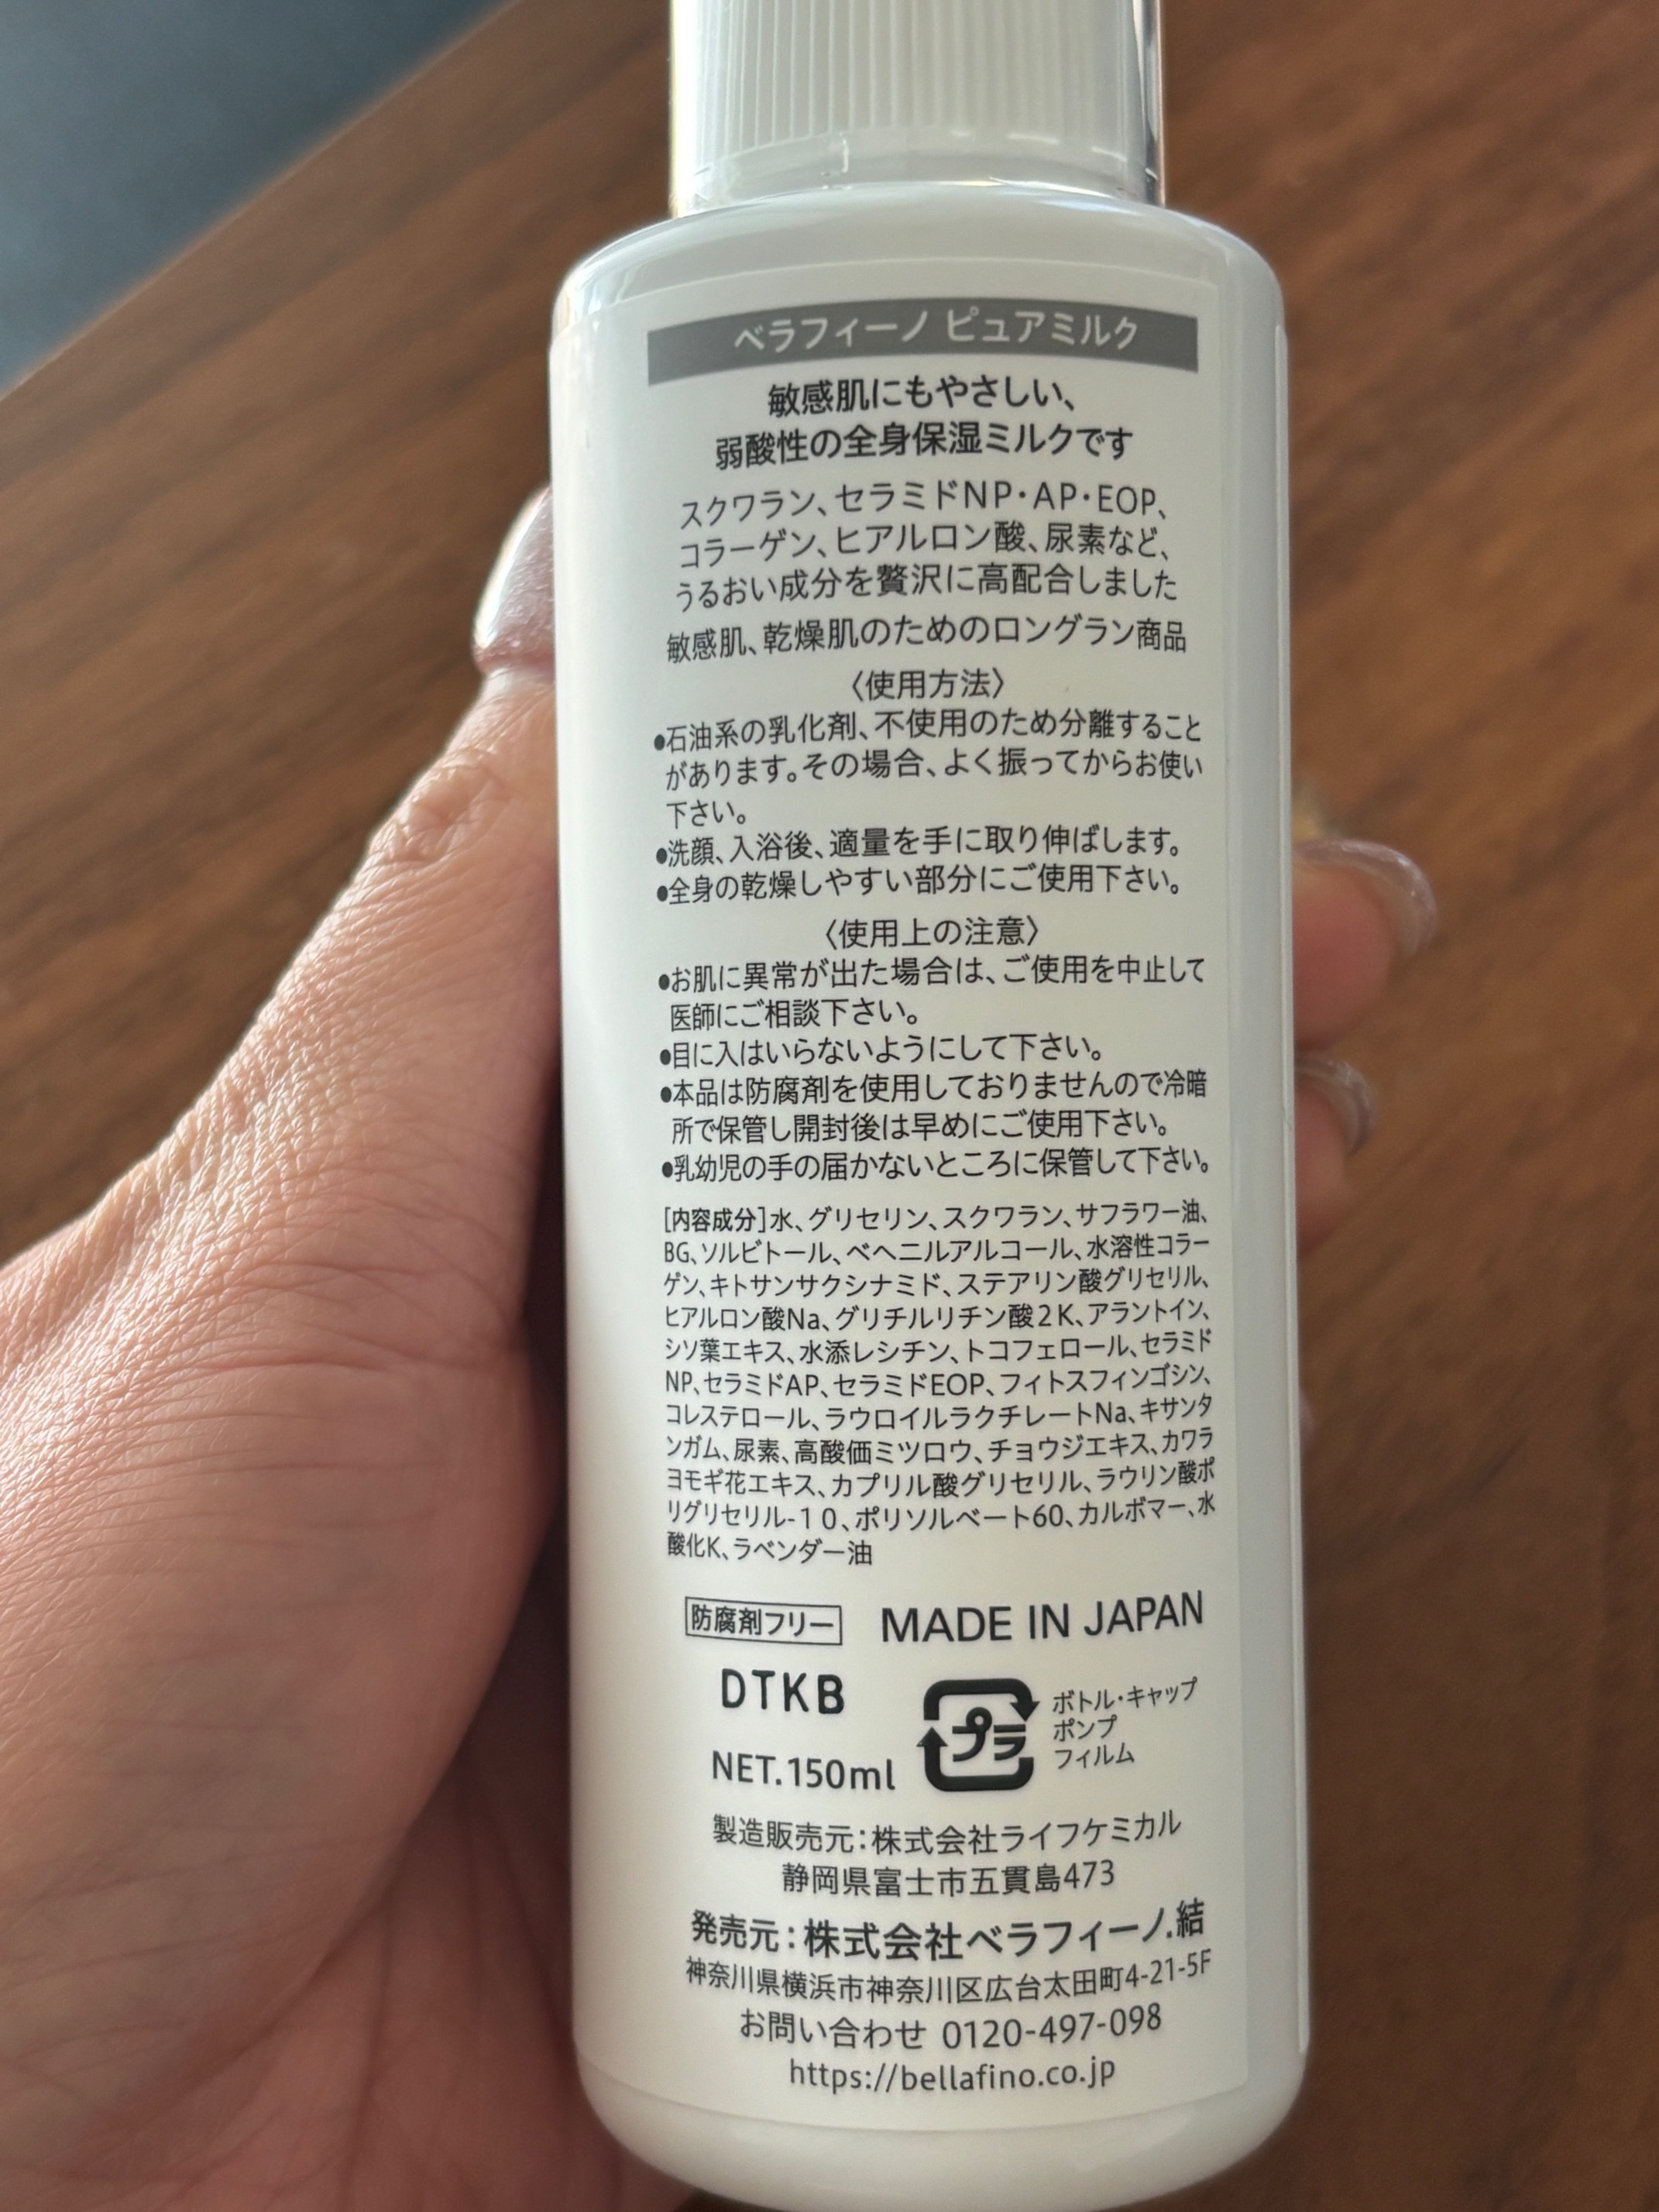 ベラフィーノ ピュアミルク
敏感肌にもやさしい、
弱酸性の全身保湿ミルクです
スクワラン、セラミドNP・AP・EOP、
コラーゲン、ヒアルロン酸、尿素など、
うるおい成分を贅沢に高配合しました
敏感肌、乾燥肌のためのロングラン商品
〈使用方法〉
●石油系の乳化剤、不使用のため分離すること
があります。その場合、よく振ってからお使い
下さい。
●洗顔、入浴後、適量を手に取り伸ばします。
●全身の乾燥しやすい部分にご使用下さい。
〈使用上の注意〉
●お肌に異常が出た場合は、ご使用を中止して
医師にご相談下さい。
●目に入はいらないようにして下さい。
●本品は防腐剤を使用しておりませんので冷暗
所で保管し開封後は早めにご使用下さい。
●乳幼児の手の届かないところに保管して下さい。
[内容成分]水、グリセリン、スクワラン、サフラワー油、
BG、ソルビトール、ベヘニルアルコール、水溶性コラー
ゲン、キトサンサクシナミド、ステアリン酸グリセリル、
ヒアルロン酸Na、グリチルリチン酸2K、アラントイン、
シソ葉エキス、水添レシチン、トコフェロール、セラミド
NP、セラミドAP、セラミドEOP、フィトスフィンゴシン、
コレステロール、ラウロイルラクチレートNa、キサンタ
ンガム、尿素、高酸価ミツロウ、チョウジエキス、カワラ
ヨモギ花エキス、カプリル酸グリセリル、ラウリン酸ポ
リグリセリル-10、ポリソルベート60、カルボマー、水
酸化K、ラベンダー油
防腐剤フリー MADE IN JAPAN
DTKB
プラ
ボトル・キャップ
ポンプ
フィルム
NET.150ml
製造販売元:株式会社ライフケミカル
静岡県富士市五貫島473
発売元:株式会社ベラフィーノ.結
神奈川県横浜市神奈川区広台太田町4-21-5F
お問い合わせ 0120-497-098
https://bellafino.co.jp